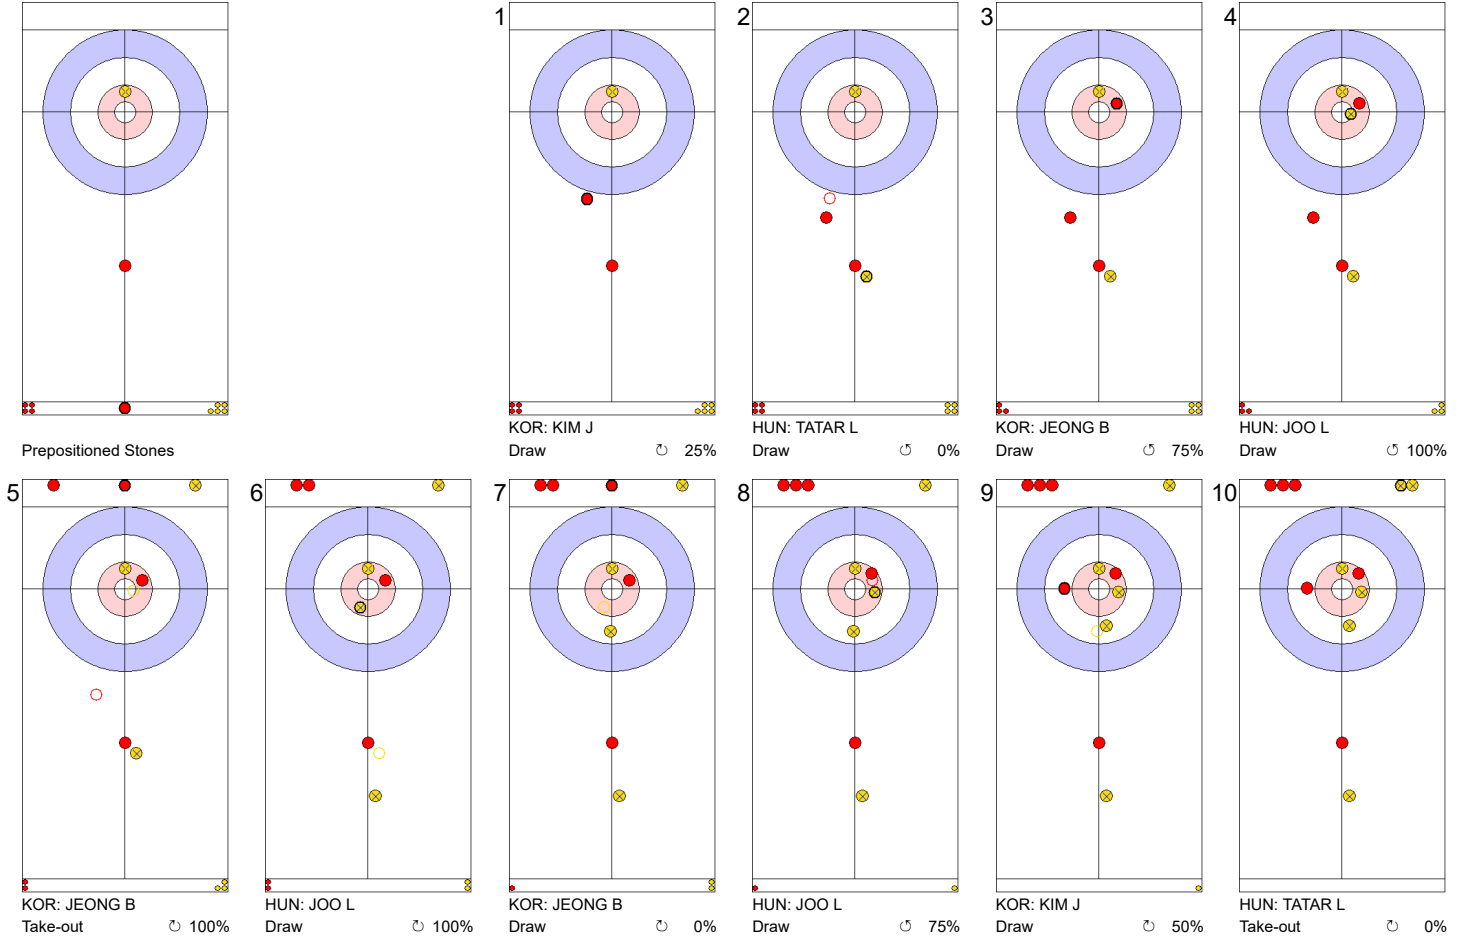 1
2
3
4
KOR: KIM J
HUN: TATAR L
KOR: JEONG B
HUN: JOO L
Prepositioned Stones
Draw ↻ 25%
Draw ↺ 0%
Draw ↺ 75%
Draw ↺ 100%
5
6
7
8
9
10
KOR: JEONG B
HUN: JOO L
KOR: JEONG B
HUN: JOO L
KOR: KIM J
HUN: TATAR L
Take-out ↻ 100%
Draw ↻ 100%
Draw ↻ 0%
Draw ↻ 75%
Draw ↻ 50%
Take-out ↻ 0%